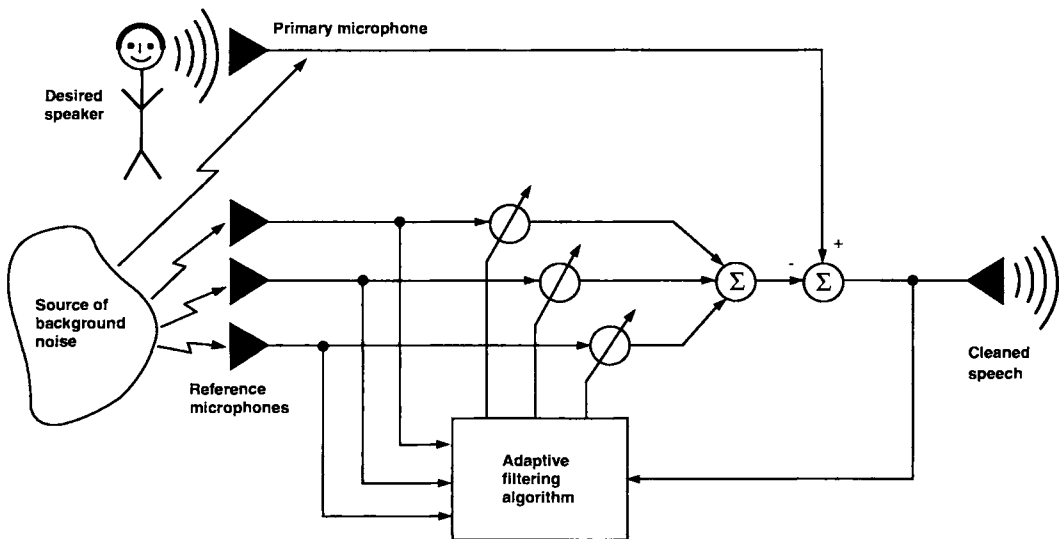 Primary microphone
Desired
speaker
+
-
Σ
Σ
Source of
background
noise
Reference
microphones
Cleaned
speech
Adaptive
filtering
algorithm